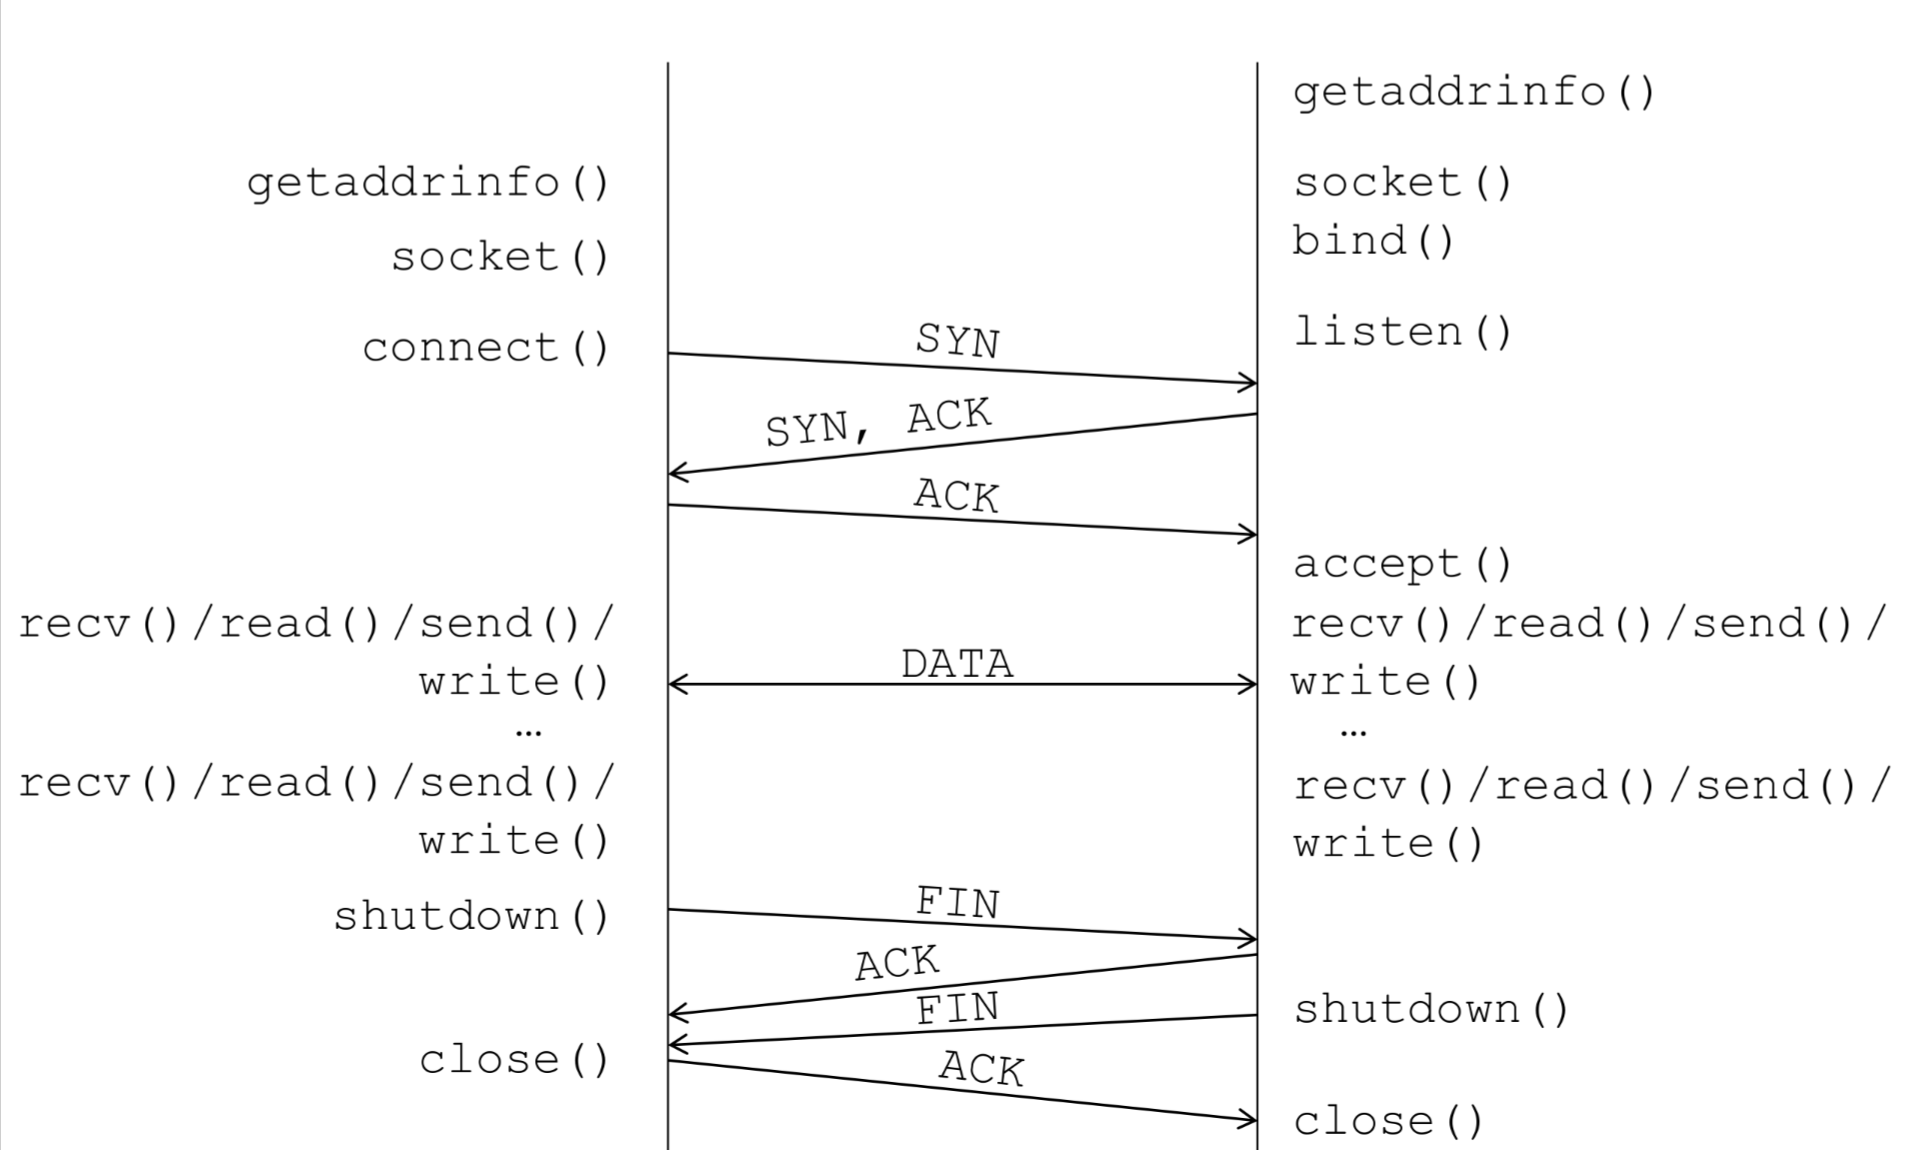 getaddrinfo()
getaddrinfo()
socket()
socket()
bind()
connect()
SYN
listen()
SYN, ACK
ACK
accept()
recv()/read()/send()/
write()
DATA
recv()/read()/send()/
write()
…
…
recv()/read()/send()/
write()
recv()/read()/send()/
write()
shutdown()
FIN
ACK
FIN
shutdown()
close()
ACK
close()